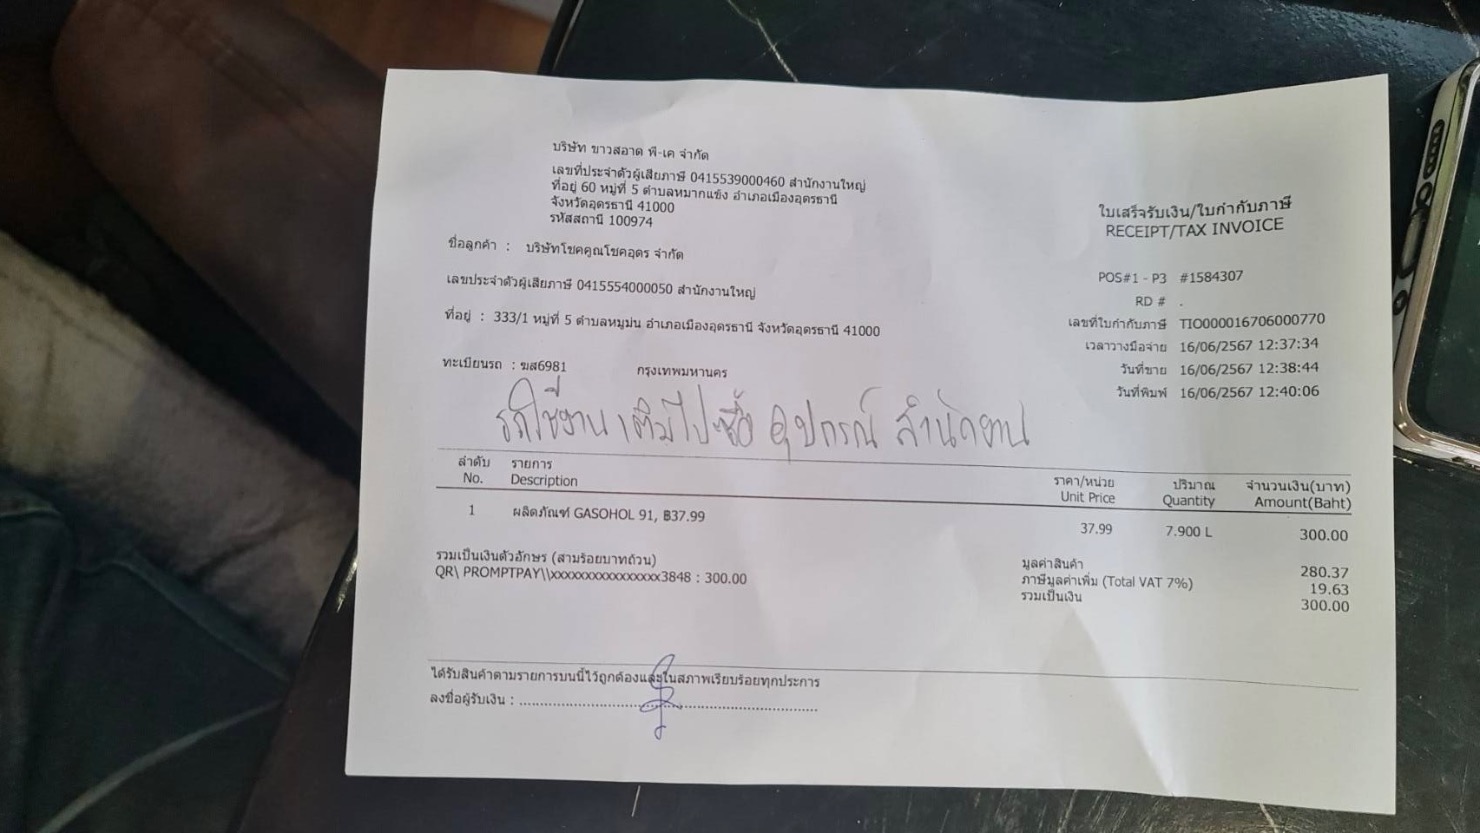 บริษัท ขาวสอาด พี-เค จำกัด
เลขที่ประจำตัวผู้เสียภาษี 0415539000460 สำนักงานใหญ่
ที่อยู่ 60 หมู่ที่ 5 ตำบลหมากแข้ง อำเภอเมืองอุดรธานี
จังหวัดอุดรธานี 41000
รหัสสถานี 100974
ใบเสร็จรับเงิน/ใบกำกับภาษี
RECEIPT/TAX INVOICE
ชื่อลูกค้า : บริษัทโชคคูณโชคอุดร จำกัด
เลขประจำตัวผู้เสียภาษี 0415554000050 สำนักงานใหญ่
ที่อยู่ : 333/1 หมู่ที่ 5 ตำบลหมูม่น อำเภอเมืองอุดรธานี จังหวัดอุดรธานี 41000
ทะเบียนรถ : ฆส6981 กรุงเทพมหานคร
POS#1 - P3 #1584307
RD # .
เลขที่ใบกำกับภาษี TIO000016706000770
เวลาวางมือจ่าย 16/06/2567 12:37:34
วันที่ขาย 16/06/2567 12:38:44
วันที่พิมพ์ 16/06/2567 12:40:06
รถใช้งาน เติมไปซื้อ อุปกรณ์ สำนักงาน
ลำดับ รายการ ราคา/หน่วย ปริมาณ จำนวนเงิน(บาท)
No. Description Unit Price Quantity Amount(Baht)
1 ผลิตภัณฑ์ GASOHOL 91, ฿37.99 37.99 7.900 L 300.00
รวมเป็นเงินตัวอักษร (สามร้อยบาทถ้วน)
QR\ PROMPTPAY\\xxxxxxxxxxxxxxxx3848 : 300.00
มูลค่าสินค้า 280.37
ภาษีมูลค่าเพิ่ม (Total VAT 7%) 19.63
รวมเป็นเงิน 300.00
ได้รับสินค้าตามรายการบนนี้ไว้ถูกต้องและในสภาพเรียบร้อยทุกประการ
ลงชื่อผู้รับเงิน :